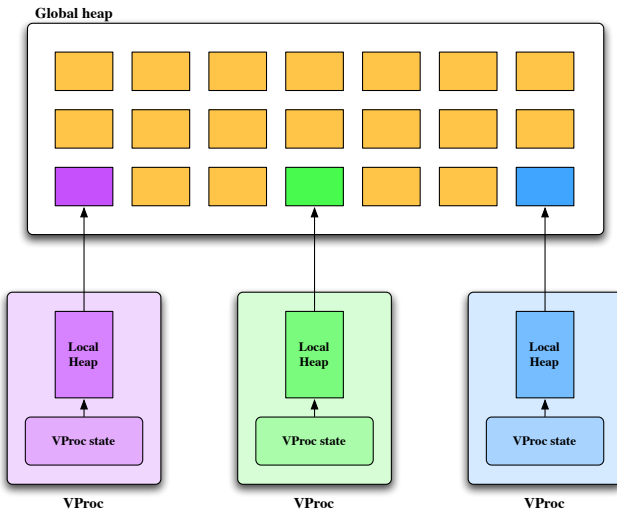 Global heap
Local
Heap
Local
Heap
Local
Heap
VProc state
VProc state
VProc state
VProc
VProc
VProc